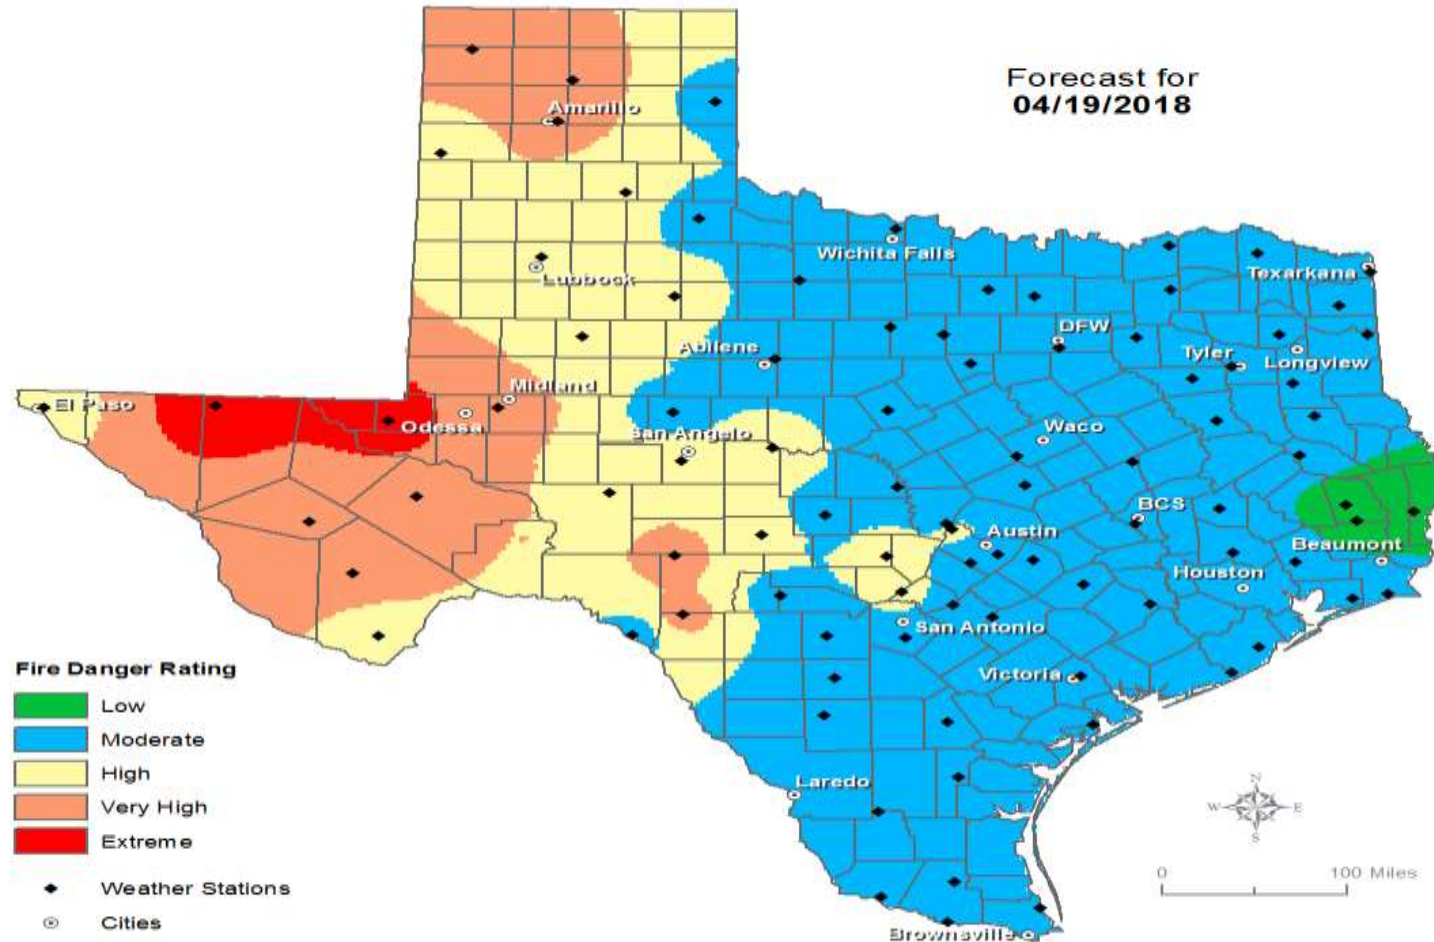 Forecast for
04/19/2018
Amarillo
Wichita Falls
Texarkana
Lubbock
DFW
Abilene
Tyler
Longview
Midland
El Paso
Odessa
San Angelo
Waco
BCS
Austin
Beaumont
Houston
San Antonio
Victoria
Laredo
Brownsville
Fire Danger Rating
Low
Moderate
High
Very High
Extreme
Weather Stations
Cities
N
W
E
S
0 100 Miles